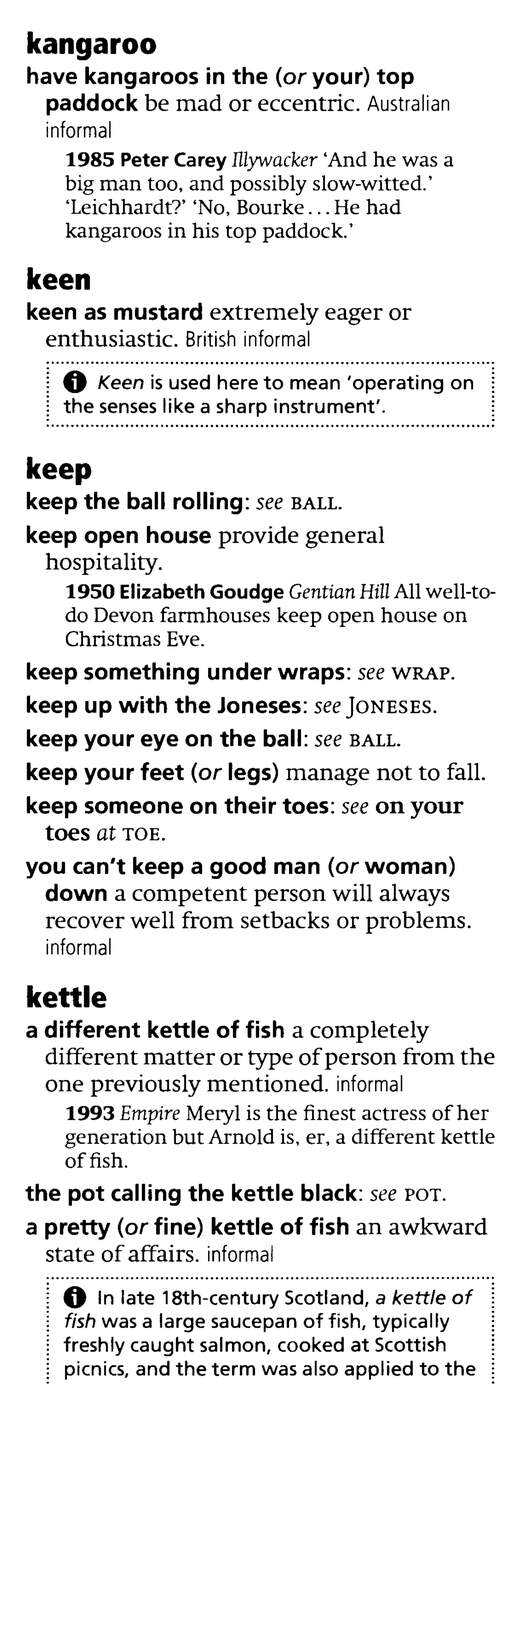 kangaroo
have kangaroos in the (or your) top
paddock be mad or eccentric. Australian
informal
1985 Peter Carey Illywacker ‘And he was a
big man too, and possibly slow-witted.’
‘Leichhardt?’ ‘No, Bourke...He had
kangaroos in his top paddock.’
keen
keen as mustard extremely eager or
enthusiastic. British informal
i Keen is used here to mean ‘operating on
the senses like a sharp instrument’.
keep
keep the ball rolling: see BALL.
keep open house provide general
hospitality.
1950 Elizabeth Goudge Gentian Hill All well-to-
do Devon farmhouses keep open house on
Christmas Eve.
keep something under wraps: see WRAP.
keep up with the Joneses: see JONESES.
keep your eye on the ball: see BALL.
keep your feet (or legs) manage not to fall.
keep someone on their toes: see on your
toes at TOE.
you can't keep a good man (or woman)
down a competent person will always
recover well from setbacks or problems.
informal
kettle
a different kettle of fish a completely
different matter or type of person from the
one previously mentioned. informal
1993 Empire Meryl is the finest actress of her
generation but Arnold is, er, a different kettle
of fish.
the pot calling the kettle black: see POT.
a pretty (or fine) kettle of fish an awkward
state of affairs. informal
i In late 18th-century Scotland, a kettle of
fish was a large saucepan of fish, typically
freshly caught salmon, cooked at Scottish
picnics, and the term was also applied to the